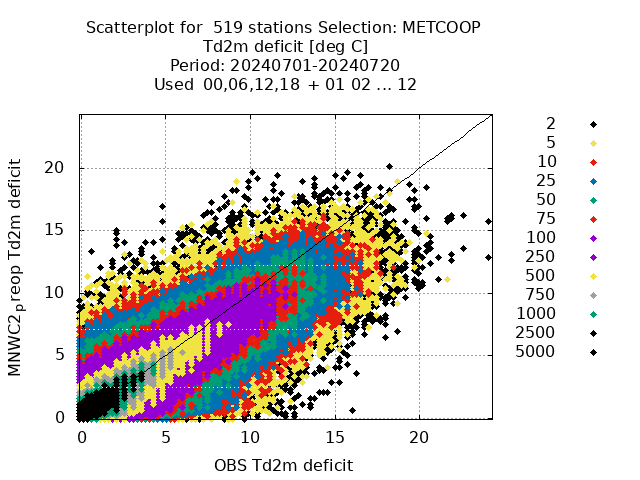 Scatterplot for  519 stations Selection: METCOOP
Td2m deficit [deg C]
Period: 20240701-20240720
Used  00,06,12,18 + 01 02 ... 12
MNWC2preop Td2m deficit
20
15
10
5
0
0 5 10 15 20
OBS Td2m deficit
2
5
10
25
50
75
100
250
500
750
1000
2500
5000